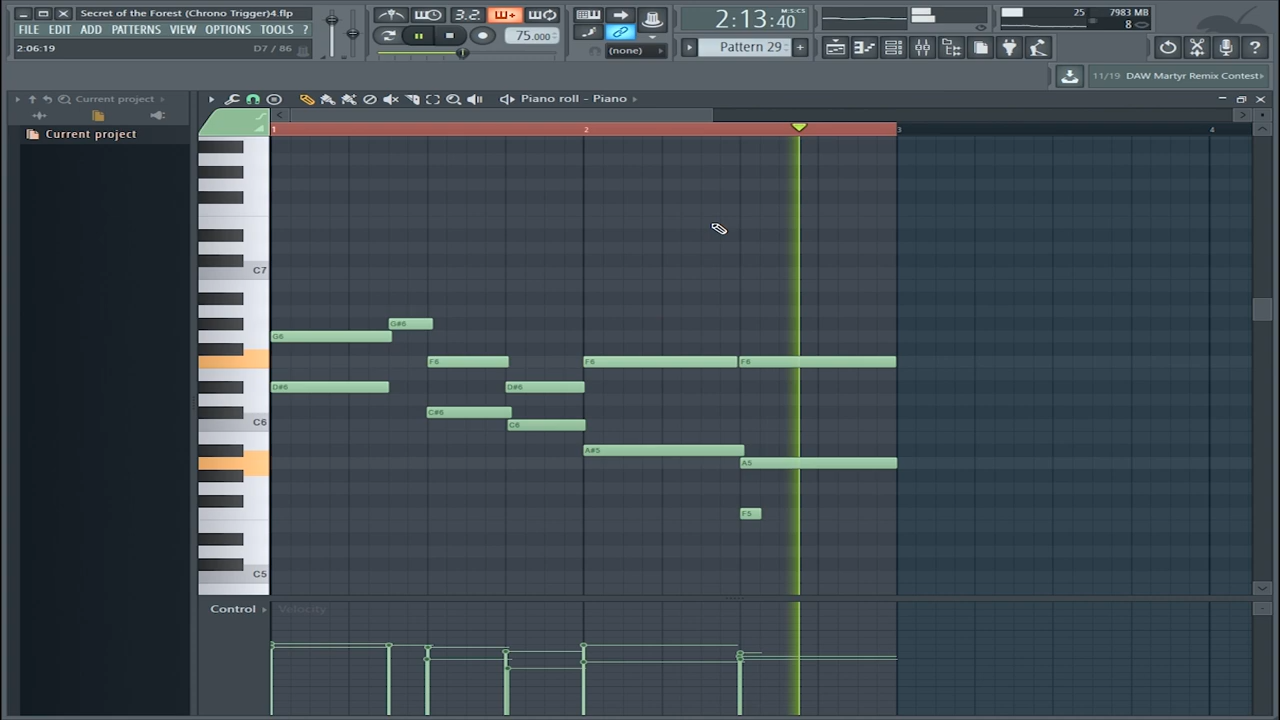 Secret of the Forest (Chrono Trigger)4.flp
FILE EDIT ADD PATTERNS VIEW OPTIONS TOOLS ?
2:06:19 D7 / 86
3.2.
75.000
(none)
2:13:40 M:S:CS
Pattern 29
25 7983 MB
8
11/19 DAW Martyr Remix Contest
Current project
Piano roll - Piano
Current project
1 2 3 4
C7
G#6
G6
F6 F6 F6
D#6 D#6
C#6
C6 C6
A#5
A5
F5
C5
Control Velocity